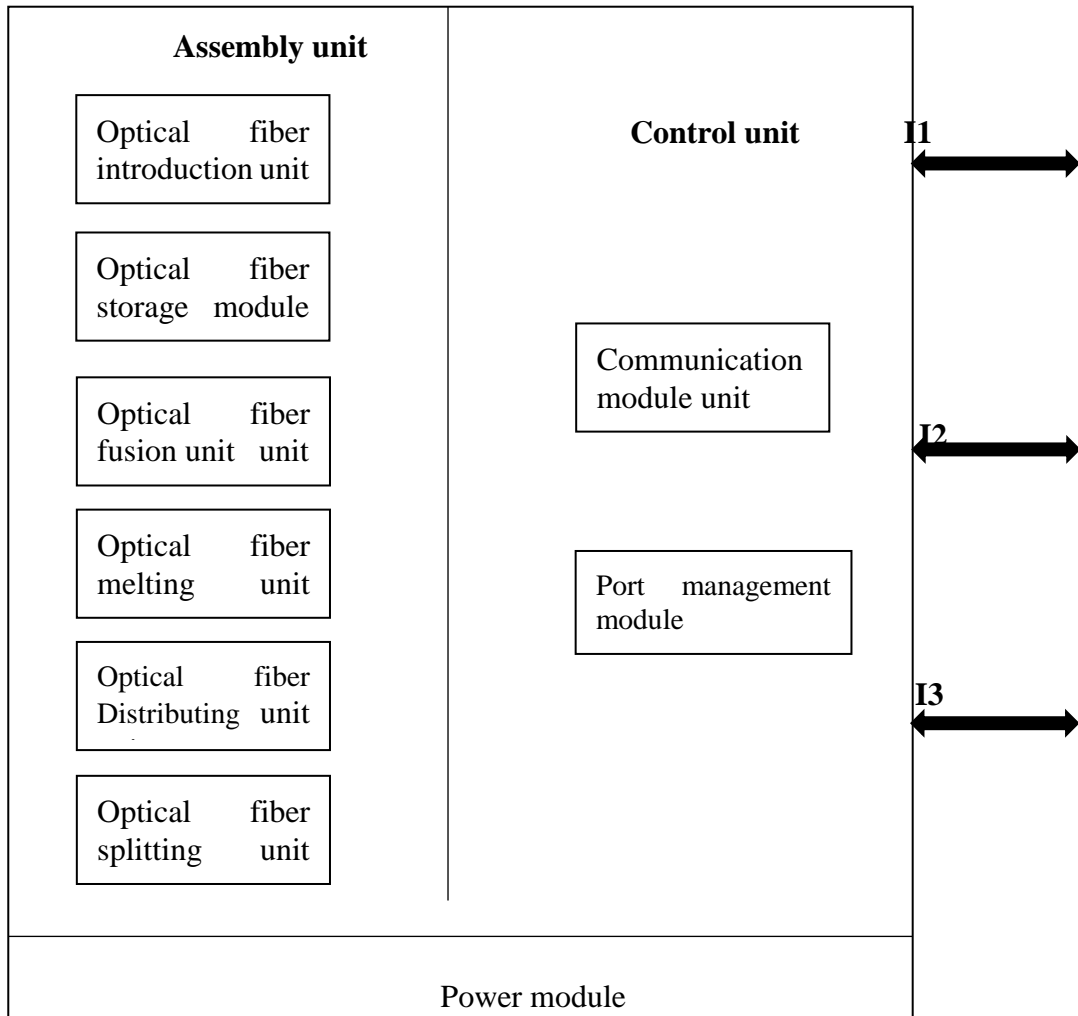 Assembly unit
Optical fiber
introduction unit
Optical fiber
storage module
Optical fiber
fusion unit unit
Optical fiber
melting unit
Optical fiber
Distributing unit
Optical fiber
splitting unit
Control unit
Communication
module unit
Port management
module
I1
I2
I3
Power module